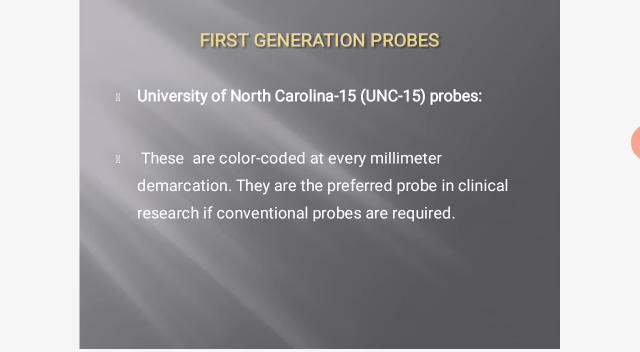 FIRST GENERATION PROBES
University of North Carolina-15 (UNC-15) probes:
These  are color-coded at every millimeter
demarcation. They are the preferred probe in clinical
research if conventional probes are required.